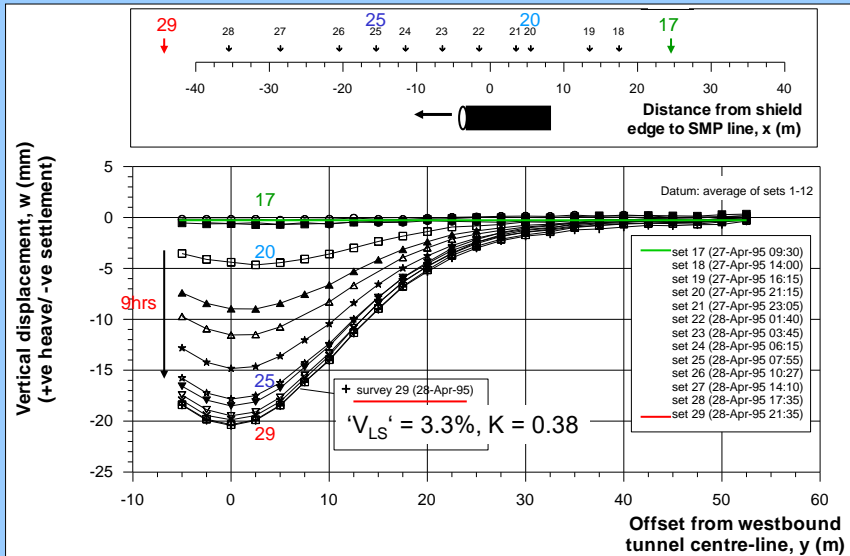 29 25 20 17
28 27 26 25 24 23 22 21 20 19 18
-40 -30 -20 -10 0 10 20 30 40
Distance from shield
edge to SMP line, x (m)
Vertical displacement, w (mm)
(+ve heave/ -ve settlement)
5
0
-5
-10
-15
-20
-25
17
20
9hrs
25
29
Datum: average of sets 1-12
set 17 (27-Apr-95 09:30)
set 18 (27-Apr-95 14:00)
set 19 (27-Apr-95 16:15)
set 20 (27-Apr-95 21:15)
set 21 (27-Apr-95 23:05)
set 22 (28-Apr-95 01:40)
set 23 (28-Apr-95 03:45)
set 24 (28-Apr-95 06:15)
set 25 (28-Apr-95 07:55)
set 26 (28-Apr-95 10:27)
set 27 (28-Apr-95 14:10)
set 28 (28-Apr-95 17:35)
set 29 (28-Apr-95 21:35)
+ survey 29 (28-Apr-95)
‘V_LS‘ = 3.3%, K = 0.38
-10 0 10 20 30 40 50 60
Offset from westbound
tunnel centre-line, y (m)